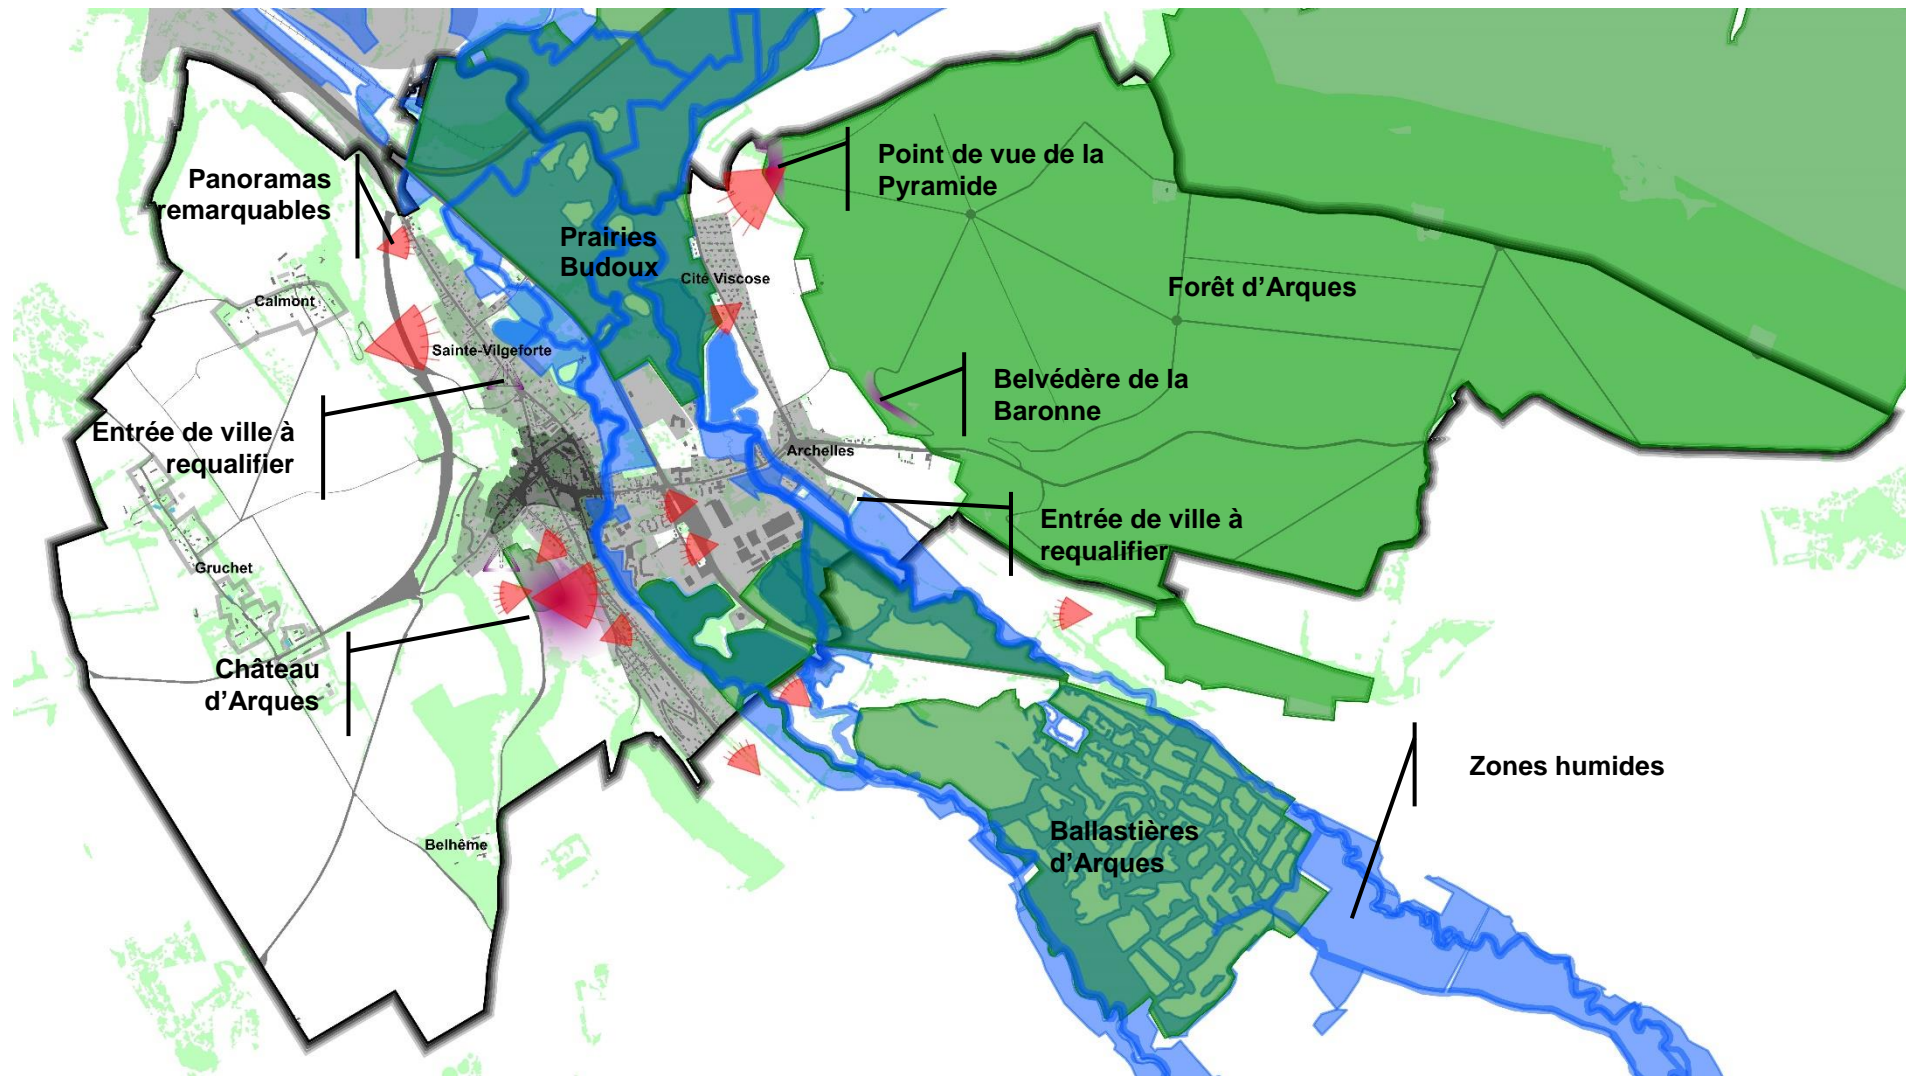 Point de vue de la
Pyramide
Panoramas
remarquables
Prairies
Budoux
Cité Viscose
Forêt d'Arques
Calmont
Sainte-Vilgeforte
Belvédère de la
Baronne
Entrée de ville à
requalifier
Archelles
Entrée de ville à
requalifier
Gruchet
Château
d'Arques
Zones humides
Ballastières
d'Arques
Belhême